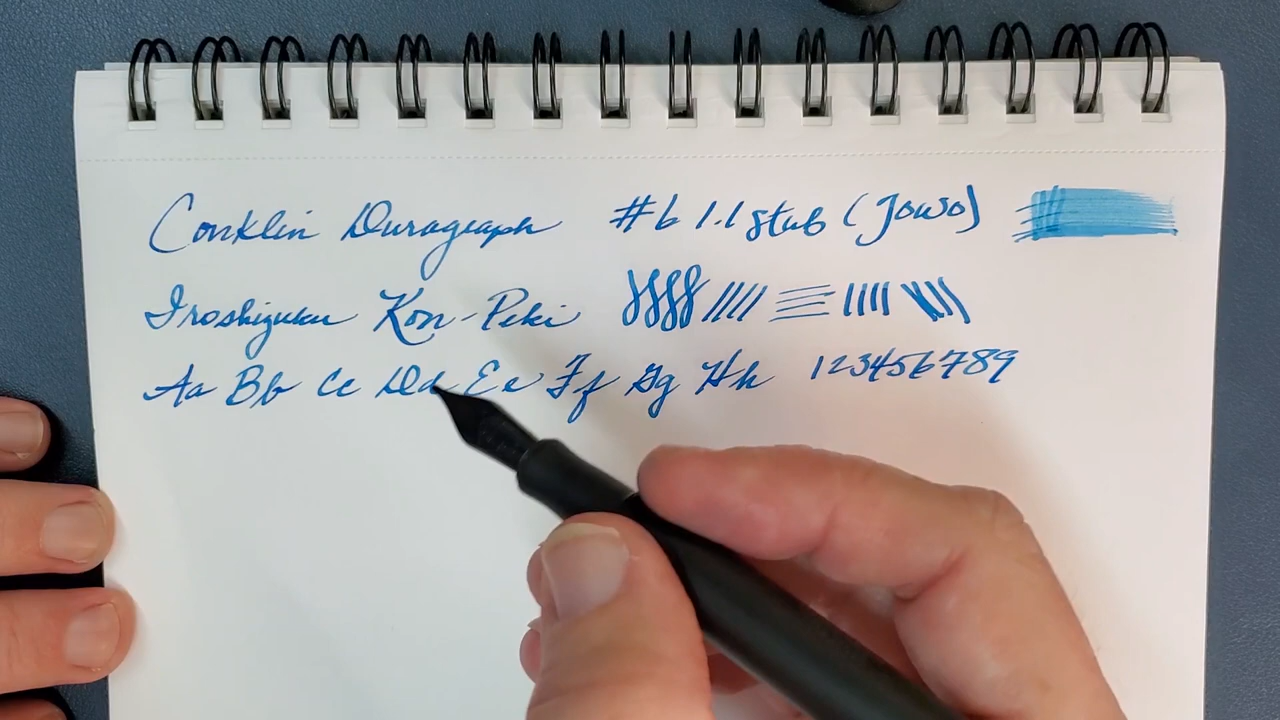 Conklin Duragraph #6 1.1 stub (Jowo)
Iroshizuku Kon-Peki
Aa Bb Cc Dd Ee Ff Gg Hh 123456789